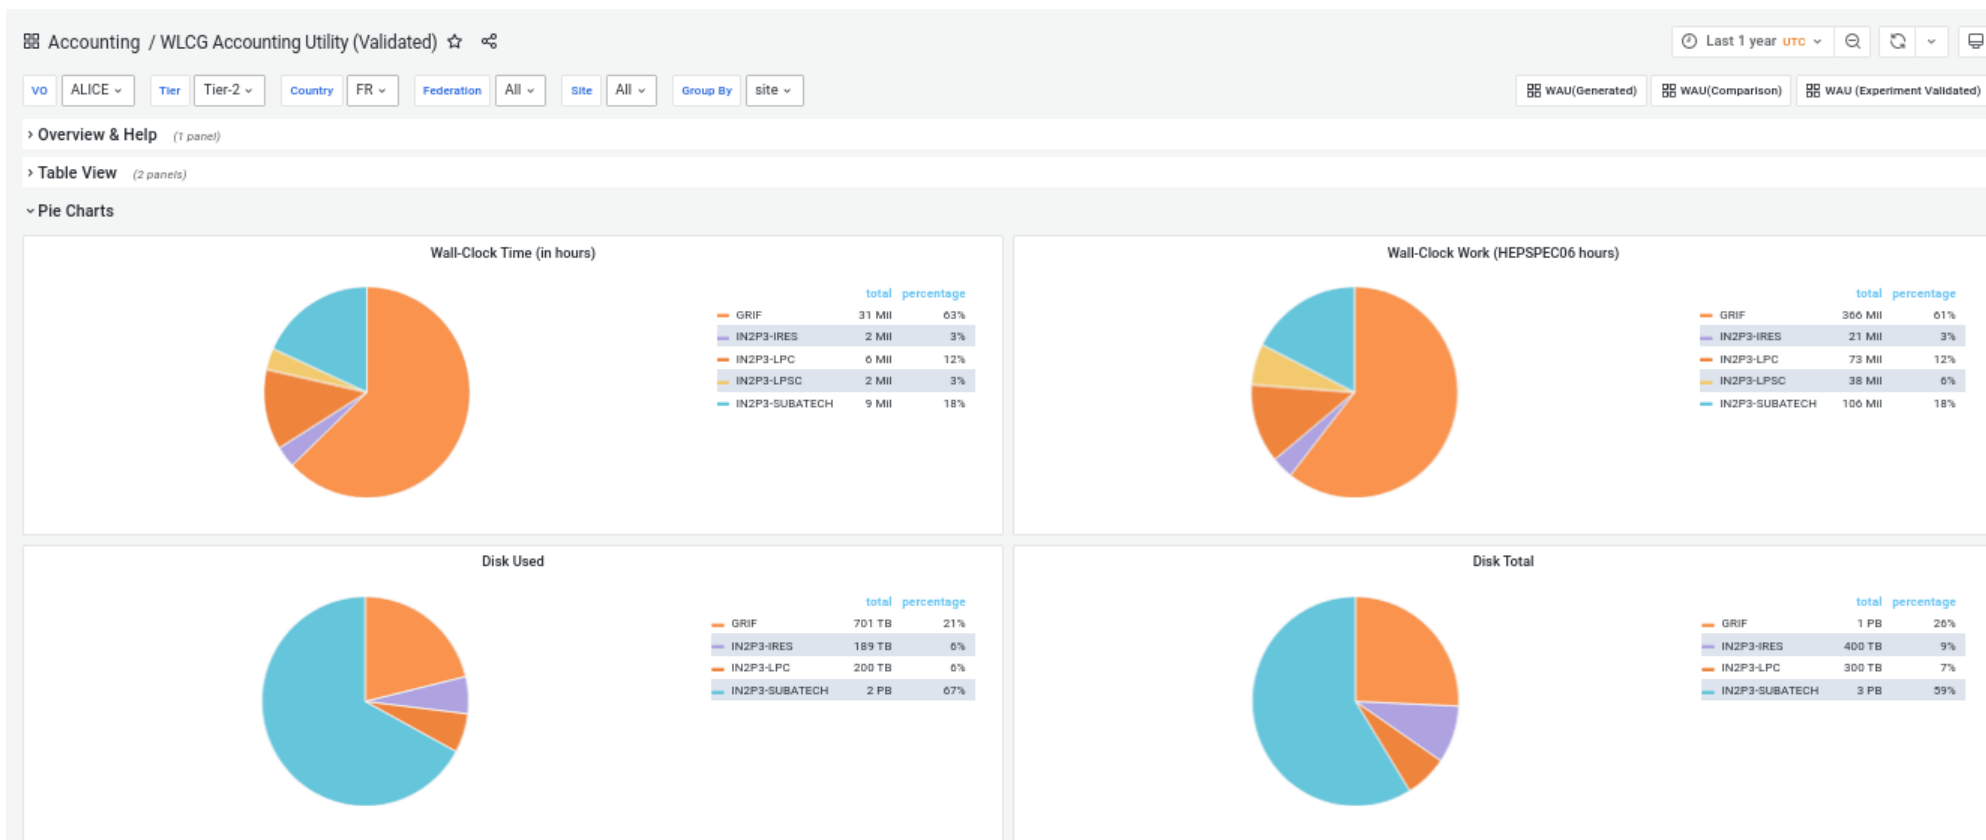 Accounting / WLCG Accounting Utility (Validated)
Last 1 year UTC
VO ALICE Tier Tier-2 Country FR Federation All Site All Group By site
WAU(Generated) WAU(Comparison) WAU (Experiment Validated)
Overview & Help (1 panel)
Table View (2 panels)
Pie Charts
Wall-Clock Time (in hours)
total percentage
GRIF 31 Mil 63%
IN2P3-IRES 2 Mil 3%
IN2P3-LPC 6 Mil 12%
IN2P3-LPSC 2 Mil 3%
IN2P3-SUBATECH 9 Mil 18%
Wall-Clock Work (HEPSPEC06 hours)
total percentage
GRIF 366 Mil 61%
IN2P3-IRES 21 Mil 3%
IN2P3-LPC 73 Mil 12%
IN2P3-LPSC 38 Mil 6%
IN2P3-SUBATECH 106 Mil 18%
Disk Used
total percentage
GRIF 701 TB 21%
IN2P3-IRES 189 TB 6%
IN2P3-LPC 200 TB 6%
IN2P3-SUBATECH 2 PB 67%
Disk Total
total percentage
GRIF 1 PB 26%
IN2P3-IRES 400 TB 9%
IN2P3-LPC 300 TB 7%
IN2P3-SUBATECH 3 PB 59%